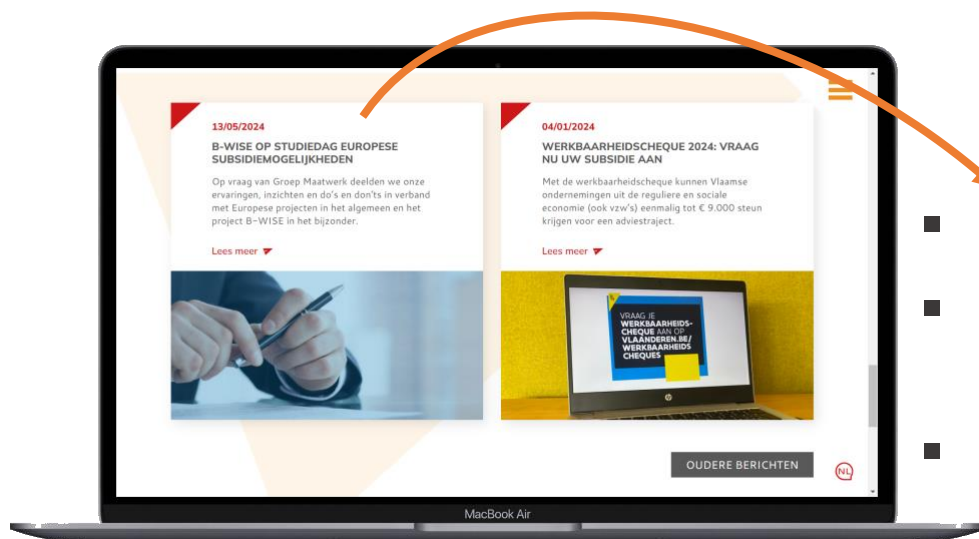 13/05/2024
B-WISE OP STUDIEDAG EUROPESE
SUBSIDIEMOGELIJKHEDEN
Op vraag van Groep Maatwerk deelden we onze
ervaringen, inzichten en do's en don'ts in verband
met Europese projecten in het algemeen en het
project B-WISE in het bijzonder.
Lees meer
04/01/2024
WERKBAARHEIDSCHEQUE 2024: VRAAG
NU UW SUBSIDIE AAN
Met de werkbaarheidscheque kunnen Vlaamse
ondernemingen uit de reguliere en sociale
economie (ook vzw's) eenmalig tot € 9.000 steun
krijgen voor een adviestraject.
Lees meer
VRAAG JE
WERKBAARHEIDS-
CHEQUE AAN OP
VLAANDEREN.BE/
WERKBAARHEIDS
CHEQUES
hp
OUDERE BERICHTEN
NL
MacBook Air